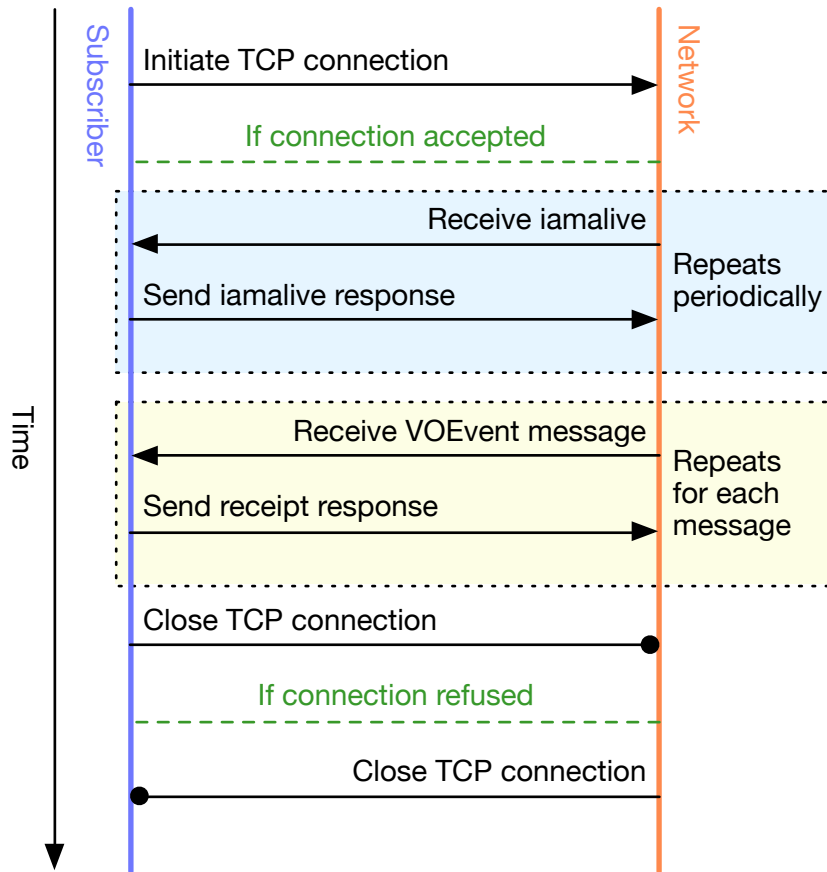 Subscriber
Network
Initiate TCP connection
If connection accepted
Receive iamalive
Repeats
periodically
Send iamalive response
Time
Receive VOEvent message
Repeats
for each
message
Send receipt response
Close TCP connection
If connection refused
Close TCP connection